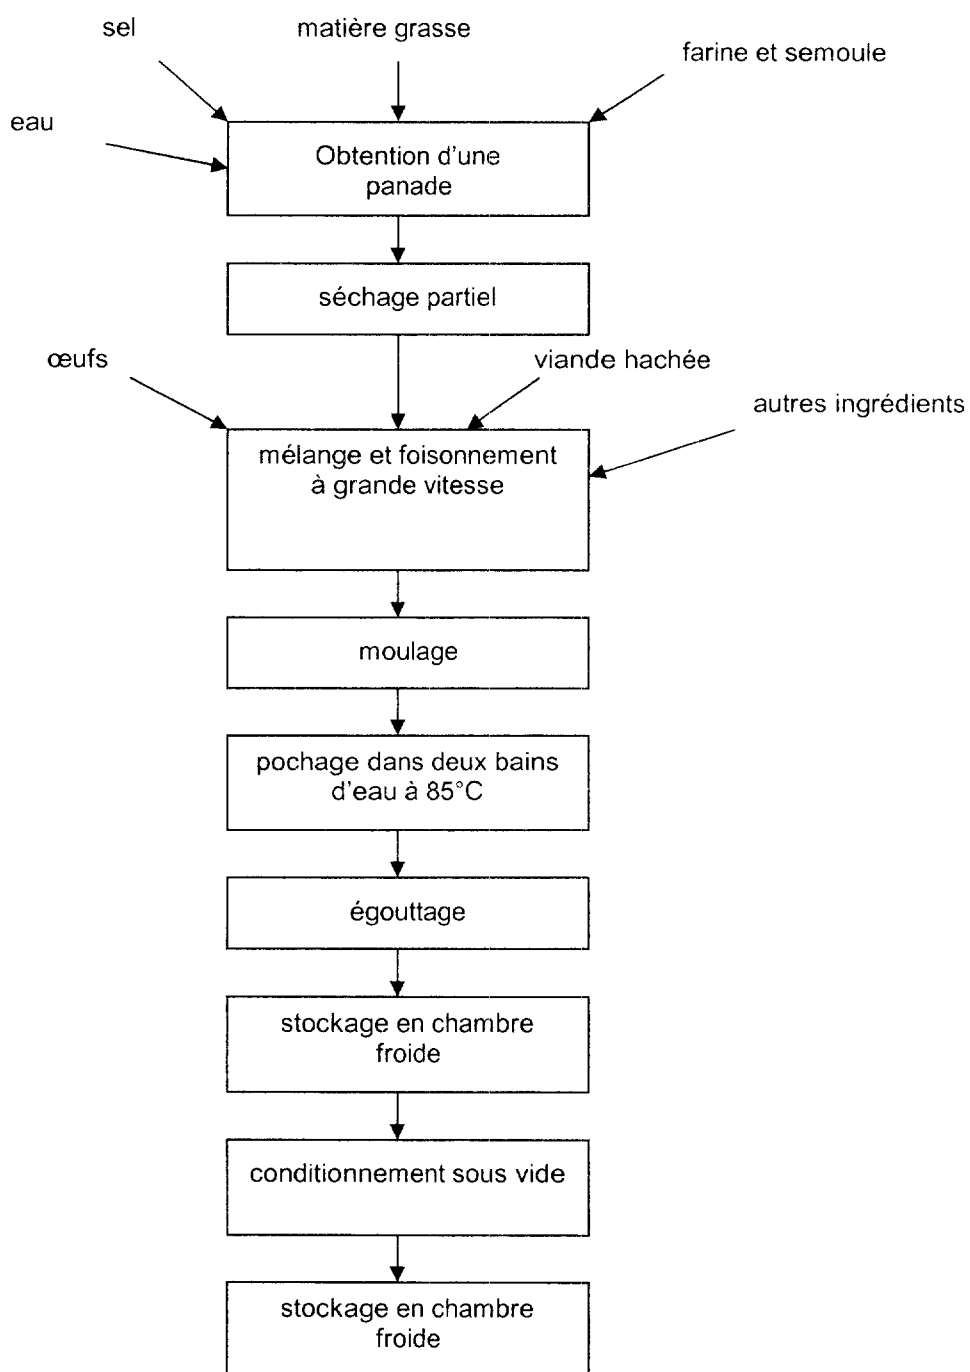 sel
matière grasse
farine et semoule
eau
Obtention d'une
panade
séchage partiel
œufs
viande hachée
autres ingrédients
mélange et foisonnement
à grande vitesse
moulage
pochage dans deux bains
d'eau à 85°C
égouttage
stockage en chambre
froide
conditionnement sous vide
stockage en chambre
froide